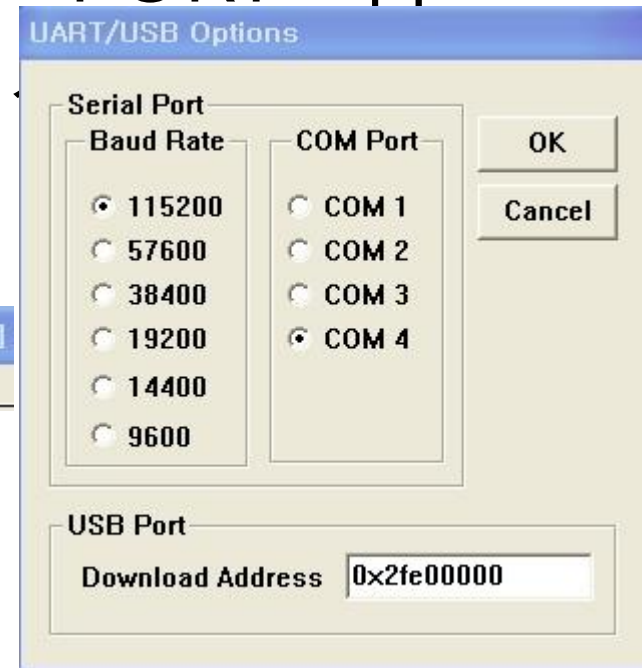 UART/USB Options
Serial Port
Baud Rate
115200
57600
38400
19200
14400
9600
COM Port
COM 1
COM 2
COM 3
COM 4
OK
Cancel
USB Port
Download Address 0x2fe00000